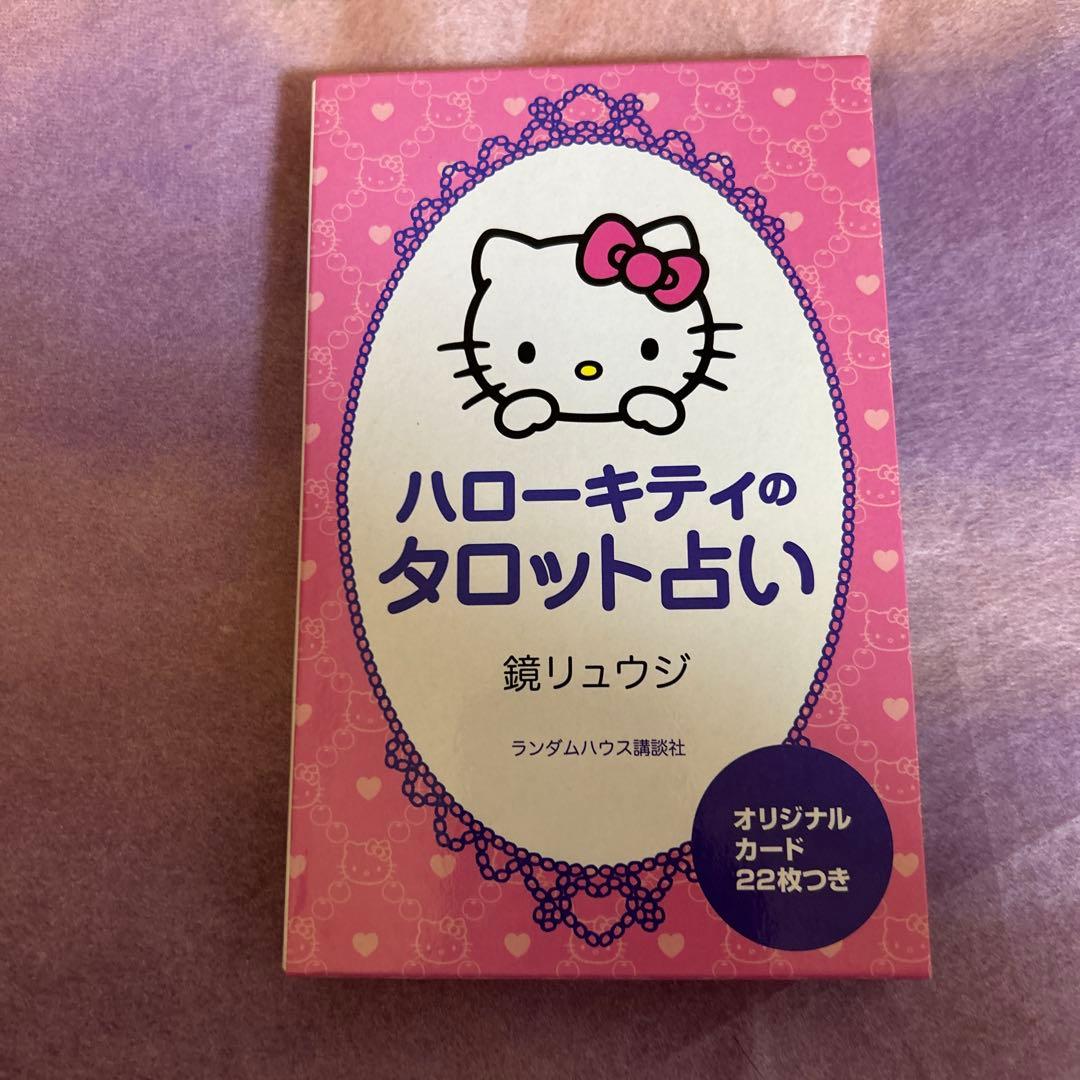 ハローキティの
タロット占い
鏡リュウジ
ランダムハウス講談社
オリジナル
カード
22枚つき